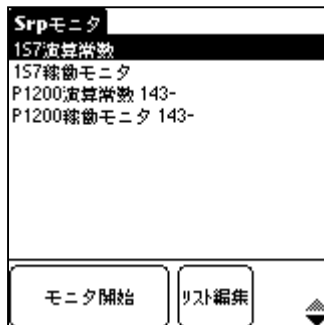 Srpモニタ
1S7演算常数
1S7稼働モニタ
P1200演算常数 143-
P1200稼働モニタ 143-
モニタ開始
リスト編集